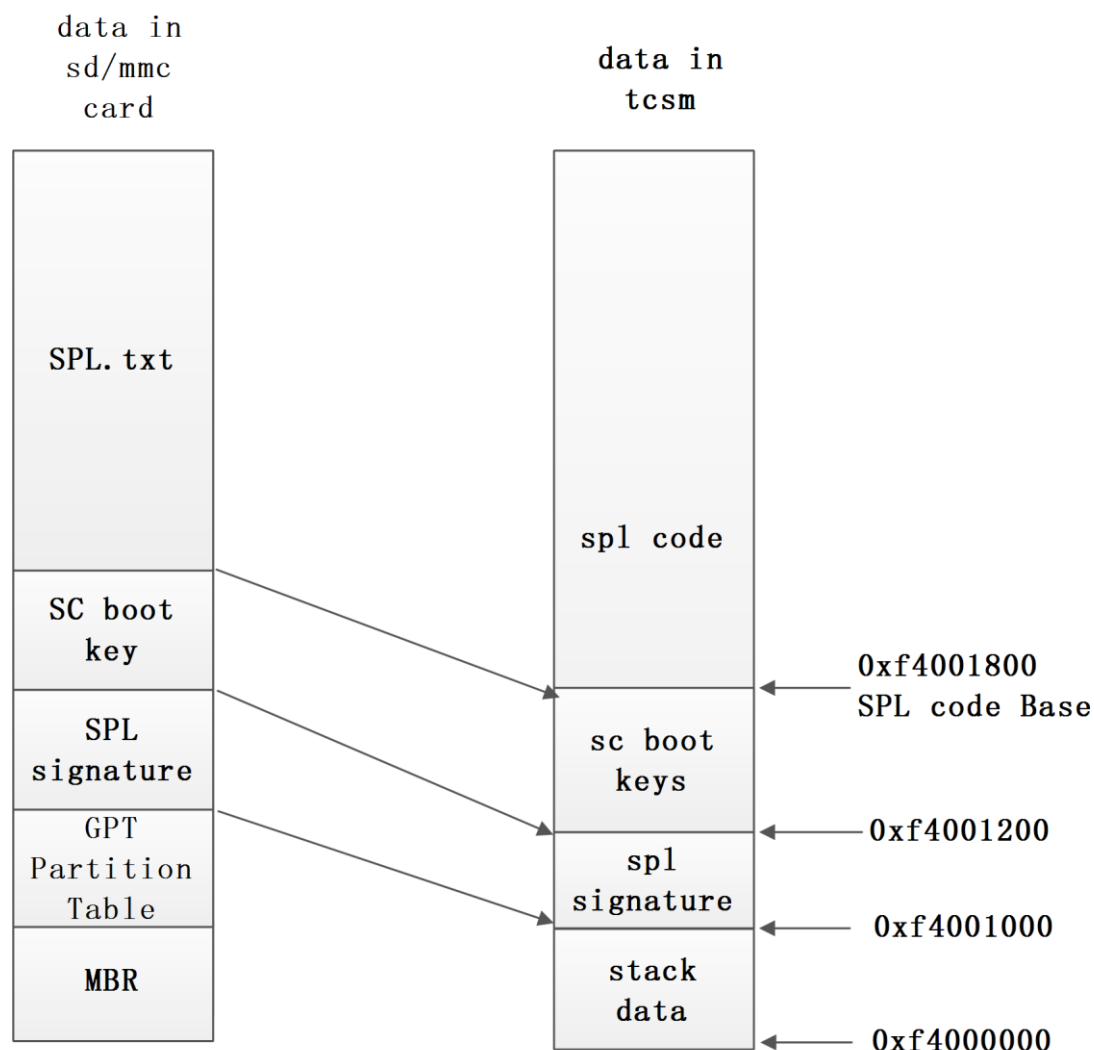 data in
sd/mmc
card
data in
tcsm
SPL.txt
SC boot
key
SPL
signature
GPT
Partition
Table
MBR
spl code
sc boot
keys
spl
signature
stack
data
0xf4001800
SPL code Base
0xf4001200
0xf4001000
0xf4000000